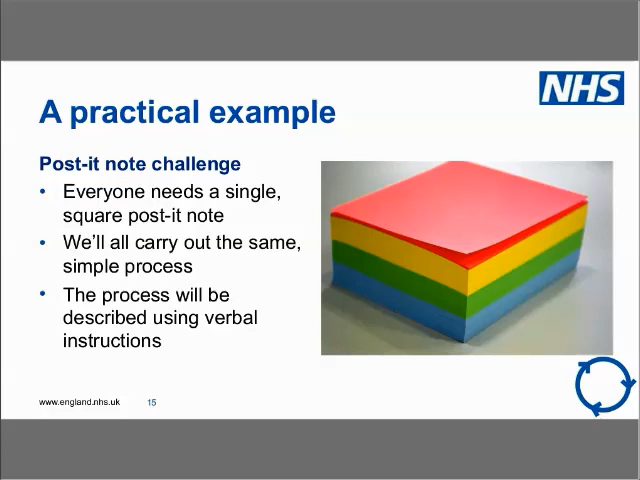 NHS
A practical example
Post-it note challenge
• Everyone needs a single,
square post-it note
• We’ll all carry out the same,
simple process
• The process will be
described using verbal
instructions
www.england.nhs.uk 15